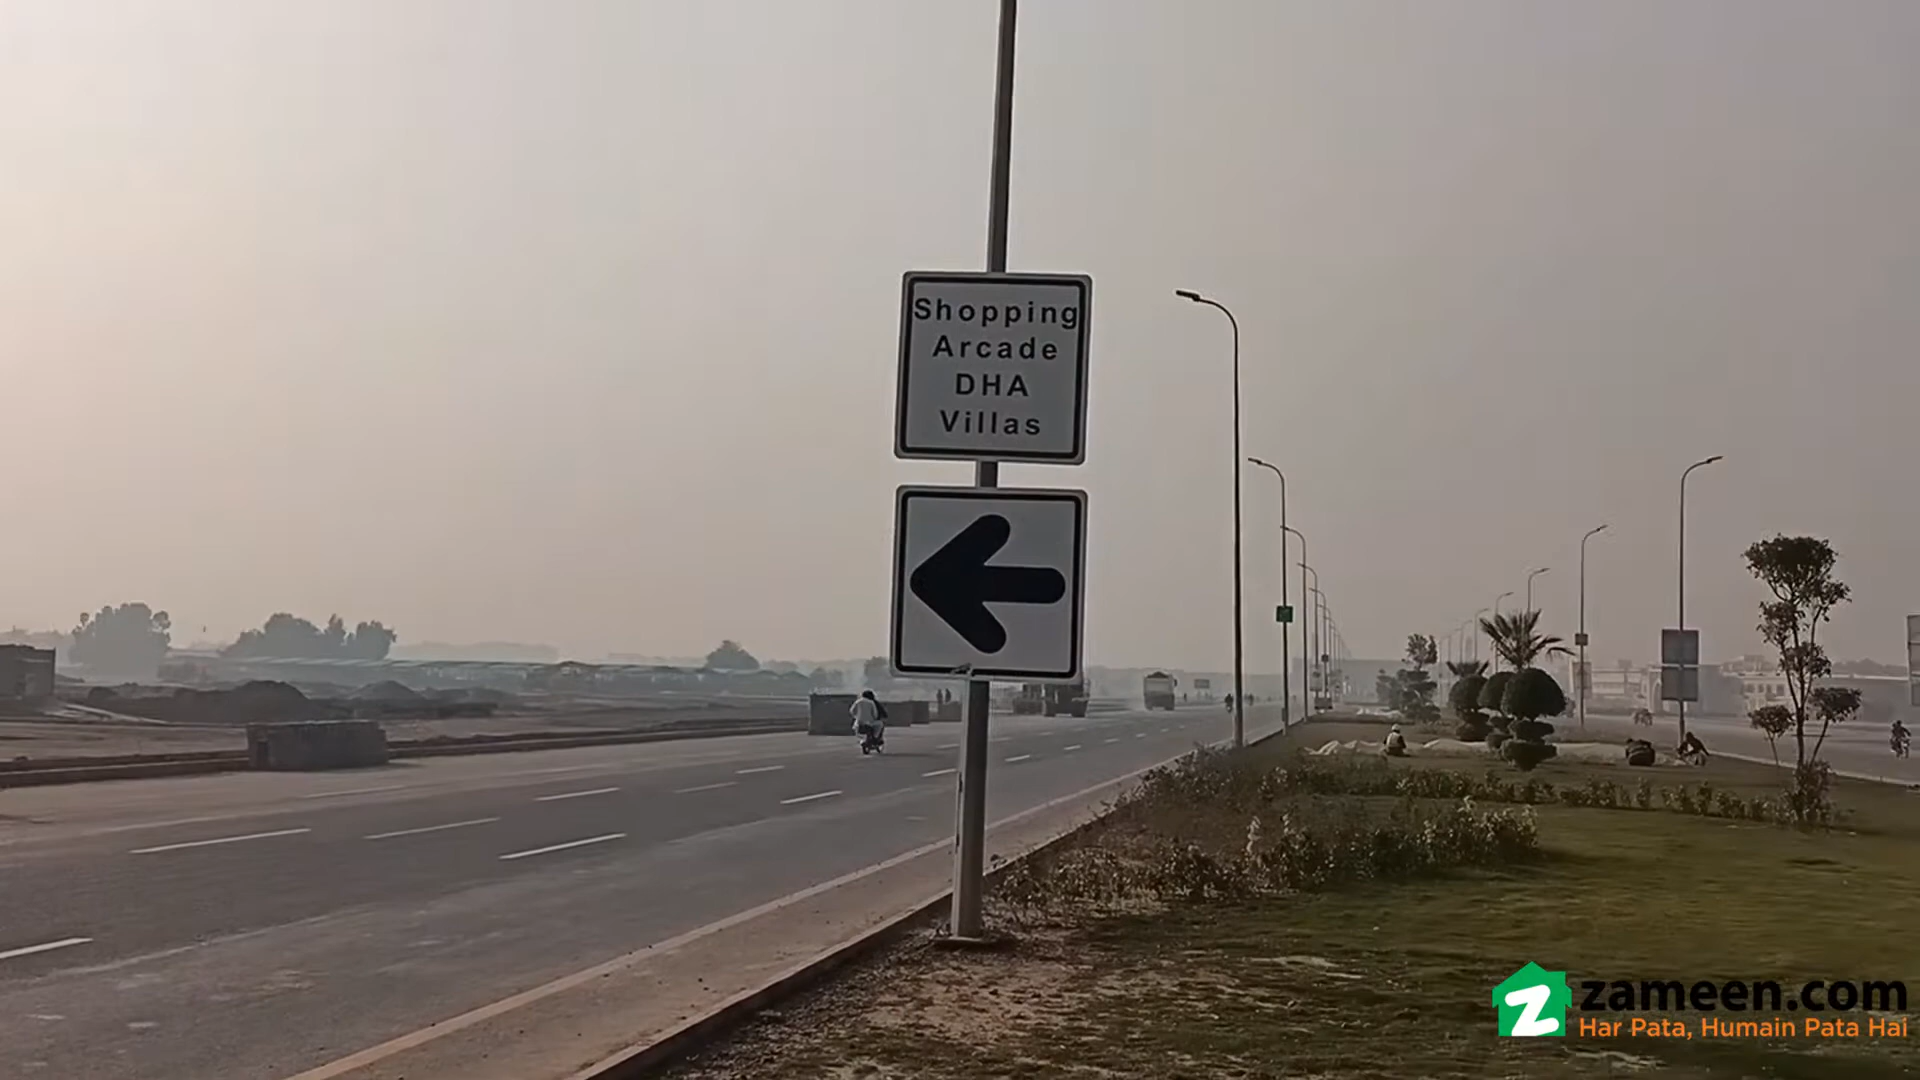 Shopping
Arcade
DHA
Villas
zameen.com
Har Pata, Humain Pata Hai